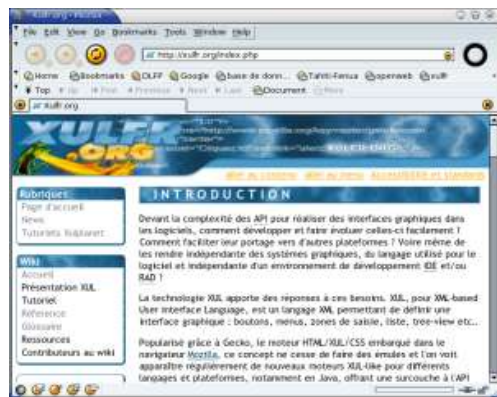 Xulfr.org - Mozilla
File Edit View Go Bookmarks Tools Window Help
http://xulfr.org/index.php
Home Bookmarks OLFP Google base de donn... Tahiti-Fenua openweb xulfr
Top Up First Previous Next Last Document More
Xulfr.org
XULFR
.ORG
aller au contenu aller au menu Accessibilité et standards
Rubriques
Page d'accueil
News
Tutoriels Xulplanet
Wiki
Accueil
Présentation XUL
Tutoriel
Référence
Glossaire
Ressources
Contributeurs au wiki
INTRODUCTION
Devant la complexité des API pour réaliser des interfaces graphiques dans
les logiciels, comment développer et faire évoluer celles-ci facilement ?
Comment faciliter leur portage vers d'autres plateformes ? Voire même de
les rendre indépendante des systèmes graphiques, du langage utilisé pour le
logiciel et indépendante d'un environnement de développement IDE et/ou
RAD ?
La technologie XUL apporte des réponses à ces besoins. XUL, pour XML-based
User Interface Language, est un langage XML permettant de définir une
interface graphique : boutons, menus, zones de saisie, liste, tree-view etc..
Popularisé grâce à Gecko, le moteur HTML/XUL/CSS embarqué dans le
navigateur Mozilla, ce concept ne cesse de faire des émules et l'on voit
apparaître régulièrement de nouveaux moteurs XUL-like pour différents
langages et plateformes, notamment en Java, offrant une surcouche à l'API